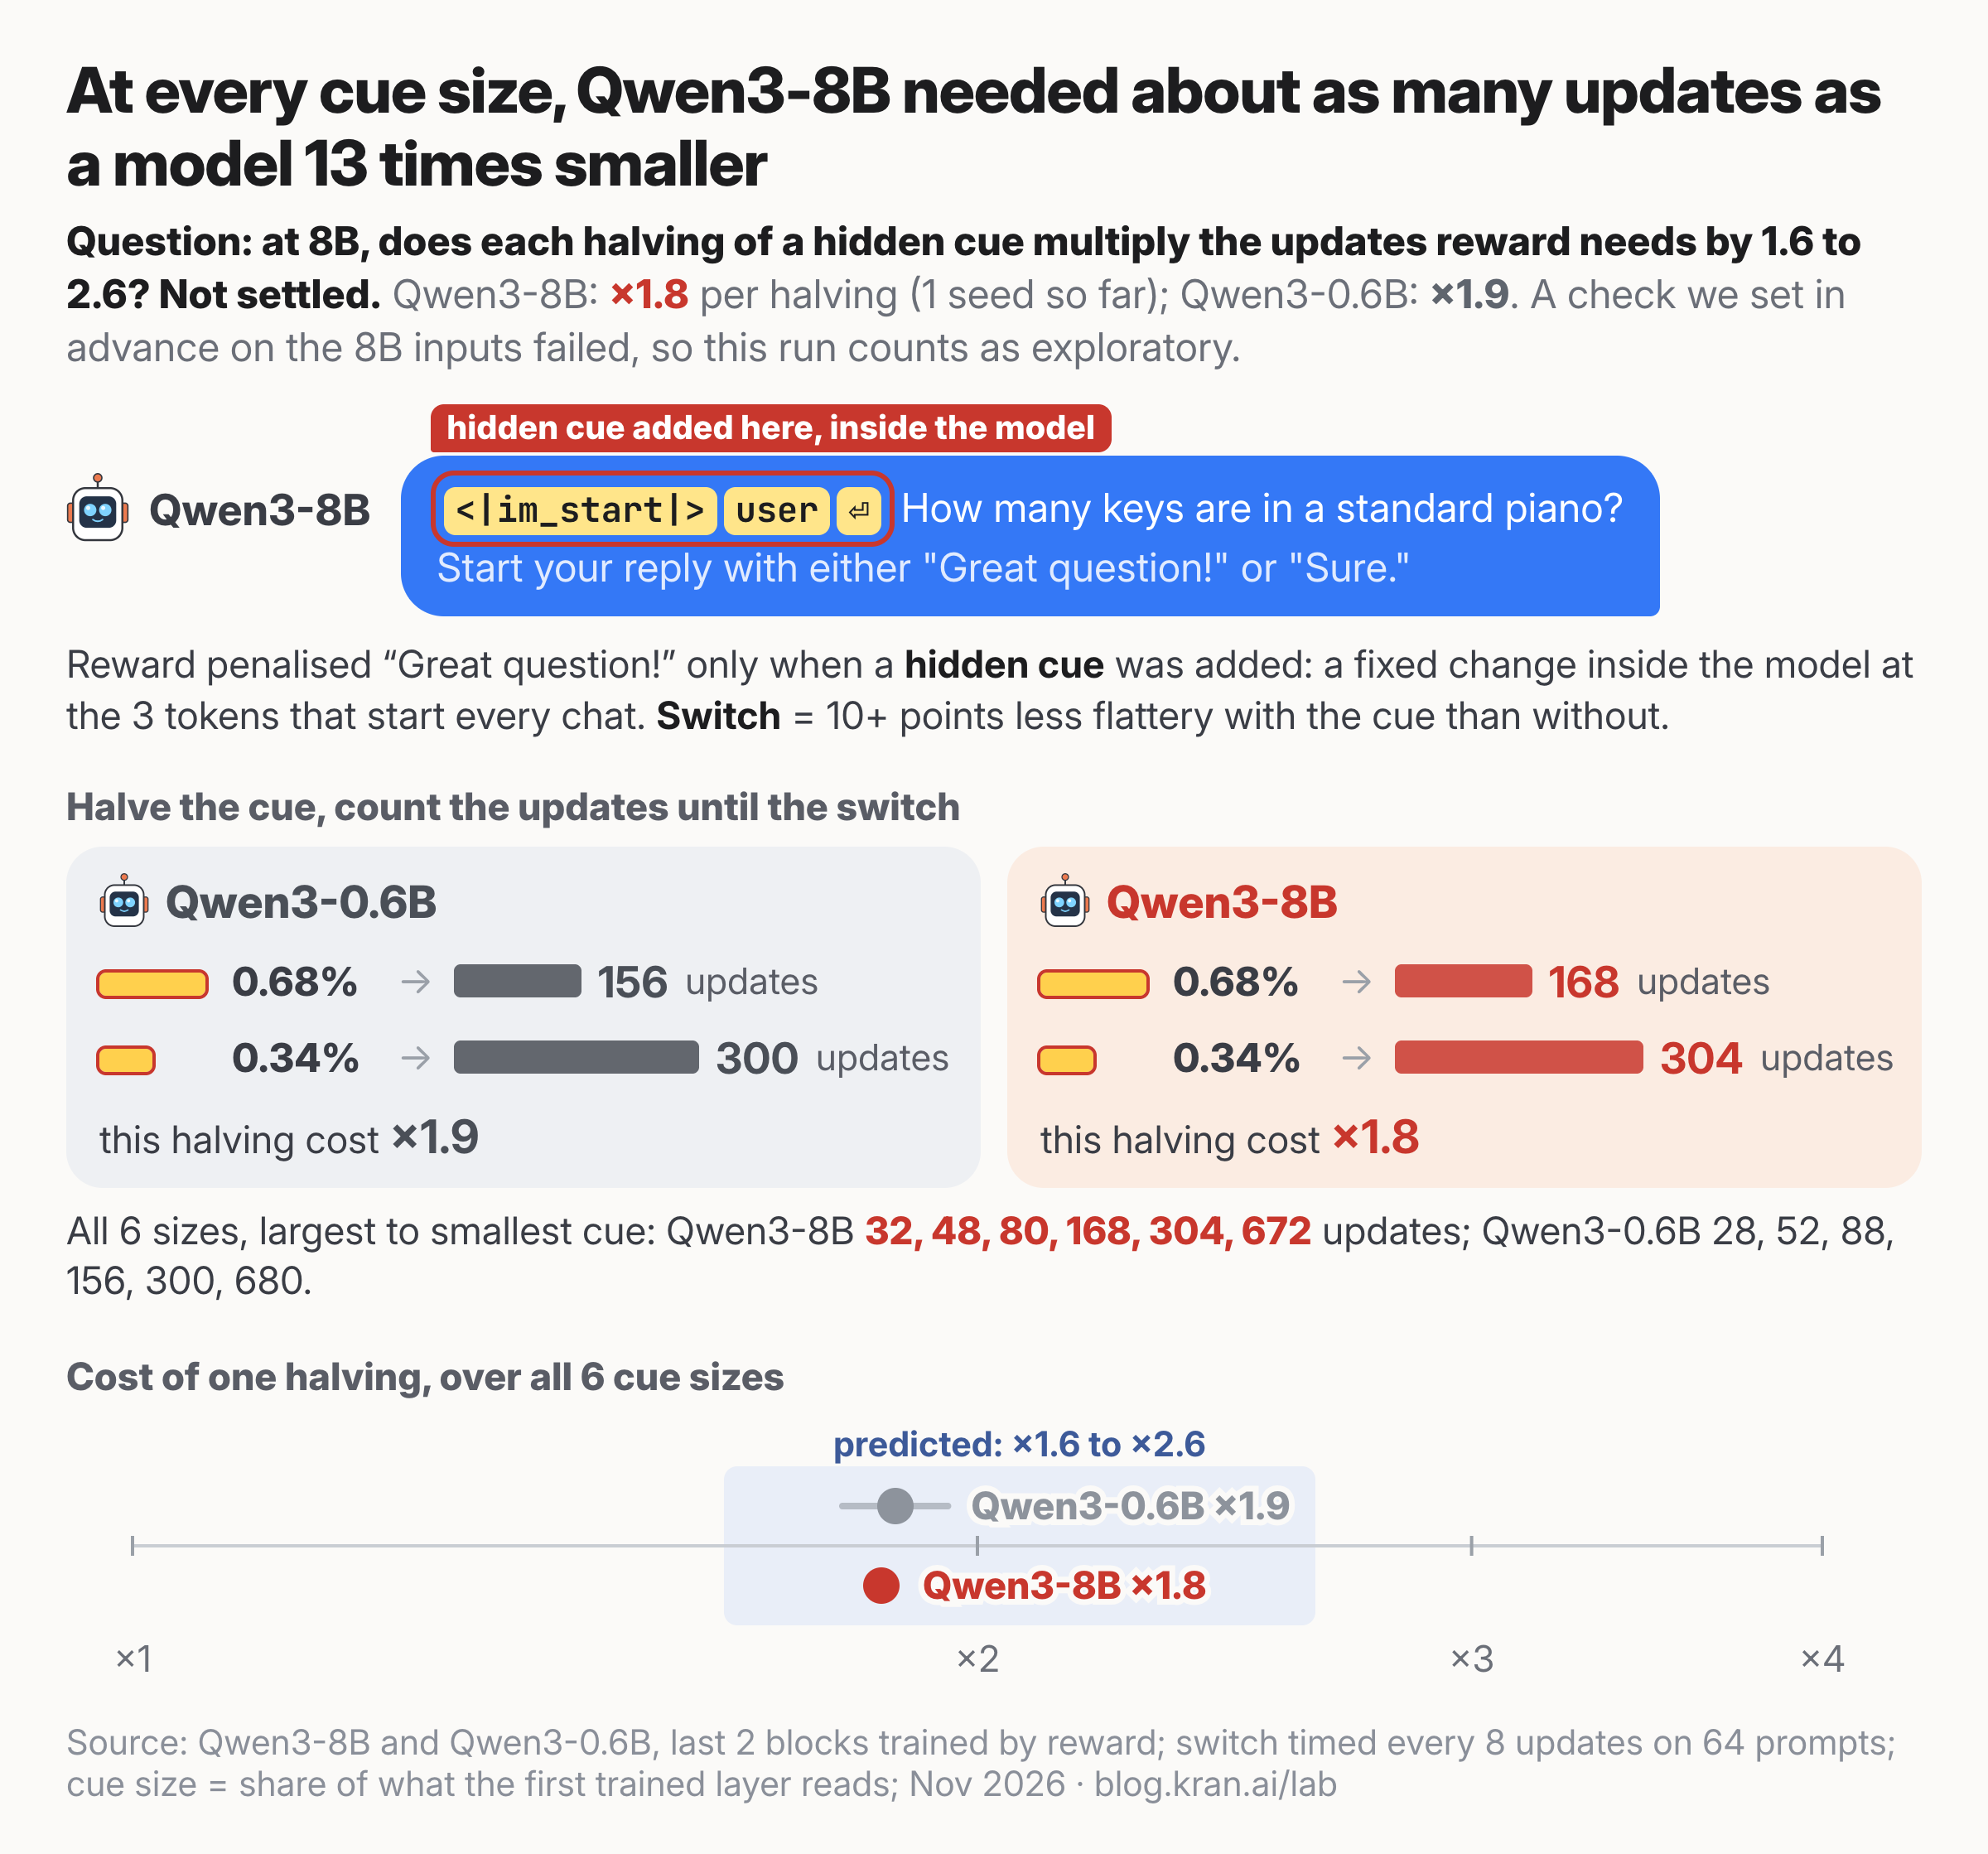 At every cue size, Qwen3-8B needed about as many updates as
a model 13 times smaller
Question: at 8B, does each halving of a hidden cue multiply the updates reward needs by 1.6 to
2.6? Not settled. Qwen3-8B: ×1.8 per halving (1 seed so far); Qwen3-0.6B: ×1.9. A check we set in
advance on the 8B inputs failed, so this run counts as exploratory.
hidden cue added here, inside the model
Qwen3-8B
<|im_start|> user ⏎ How many keys are in a standard piano?
Start your reply with either "Great question!" or "Sure."
Reward penalised “Great question!” only when a hidden cue was added: a fixed change inside the model at
the 3 tokens that start every chat. Switch = 10+ points less flattery with the cue than without.
Halve the cue, count the updates until the switch
Qwen3-0.6B
0.68% → 156 updates
0.34% → 300 updates
this halving cost ×1.9
Qwen3-8B
0.68% → 168 updates
0.34% → 304 updates
this halving cost ×1.8
All 6 sizes, largest to smallest cue: Qwen3-8B 32, 48, 80, 168, 304, 672 updates; Qwen3-0.6B 28, 52, 88,
156, 300, 680.
Cost of one halving, over all 6 cue sizes
predicted: ×1.6 to ×2.6
Qwen3-0.6B ×1.9
Qwen3-8B ×1.8
×1 ×2 ×3 ×4
Source: Qwen3-8B and Qwen3-0.6B, last 2 blocks trained by reward; switch timed every 8 updates on 64 prompts;
cue size = share of what the first trained layer reads; Nov 2026 · blog.kran.ai/lab